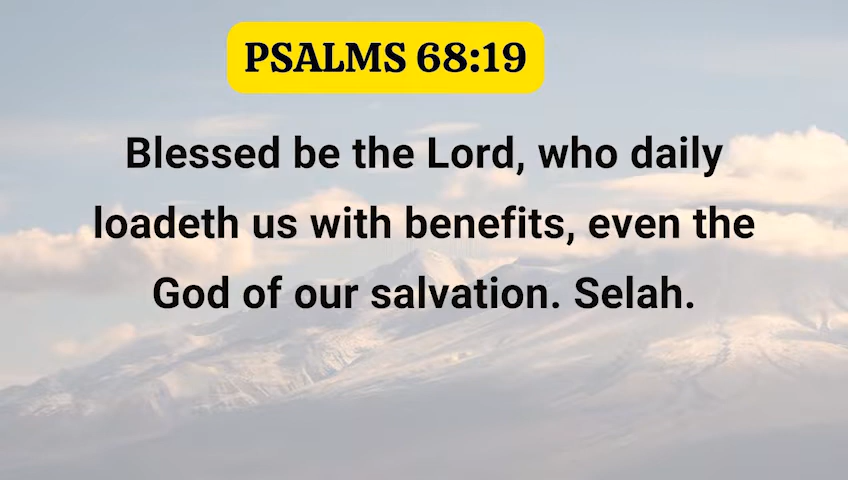 PSALMS 68:19
Blessed be the Lord, who daily
loadeth us with benefits, even the
God of our salvation. Selah.